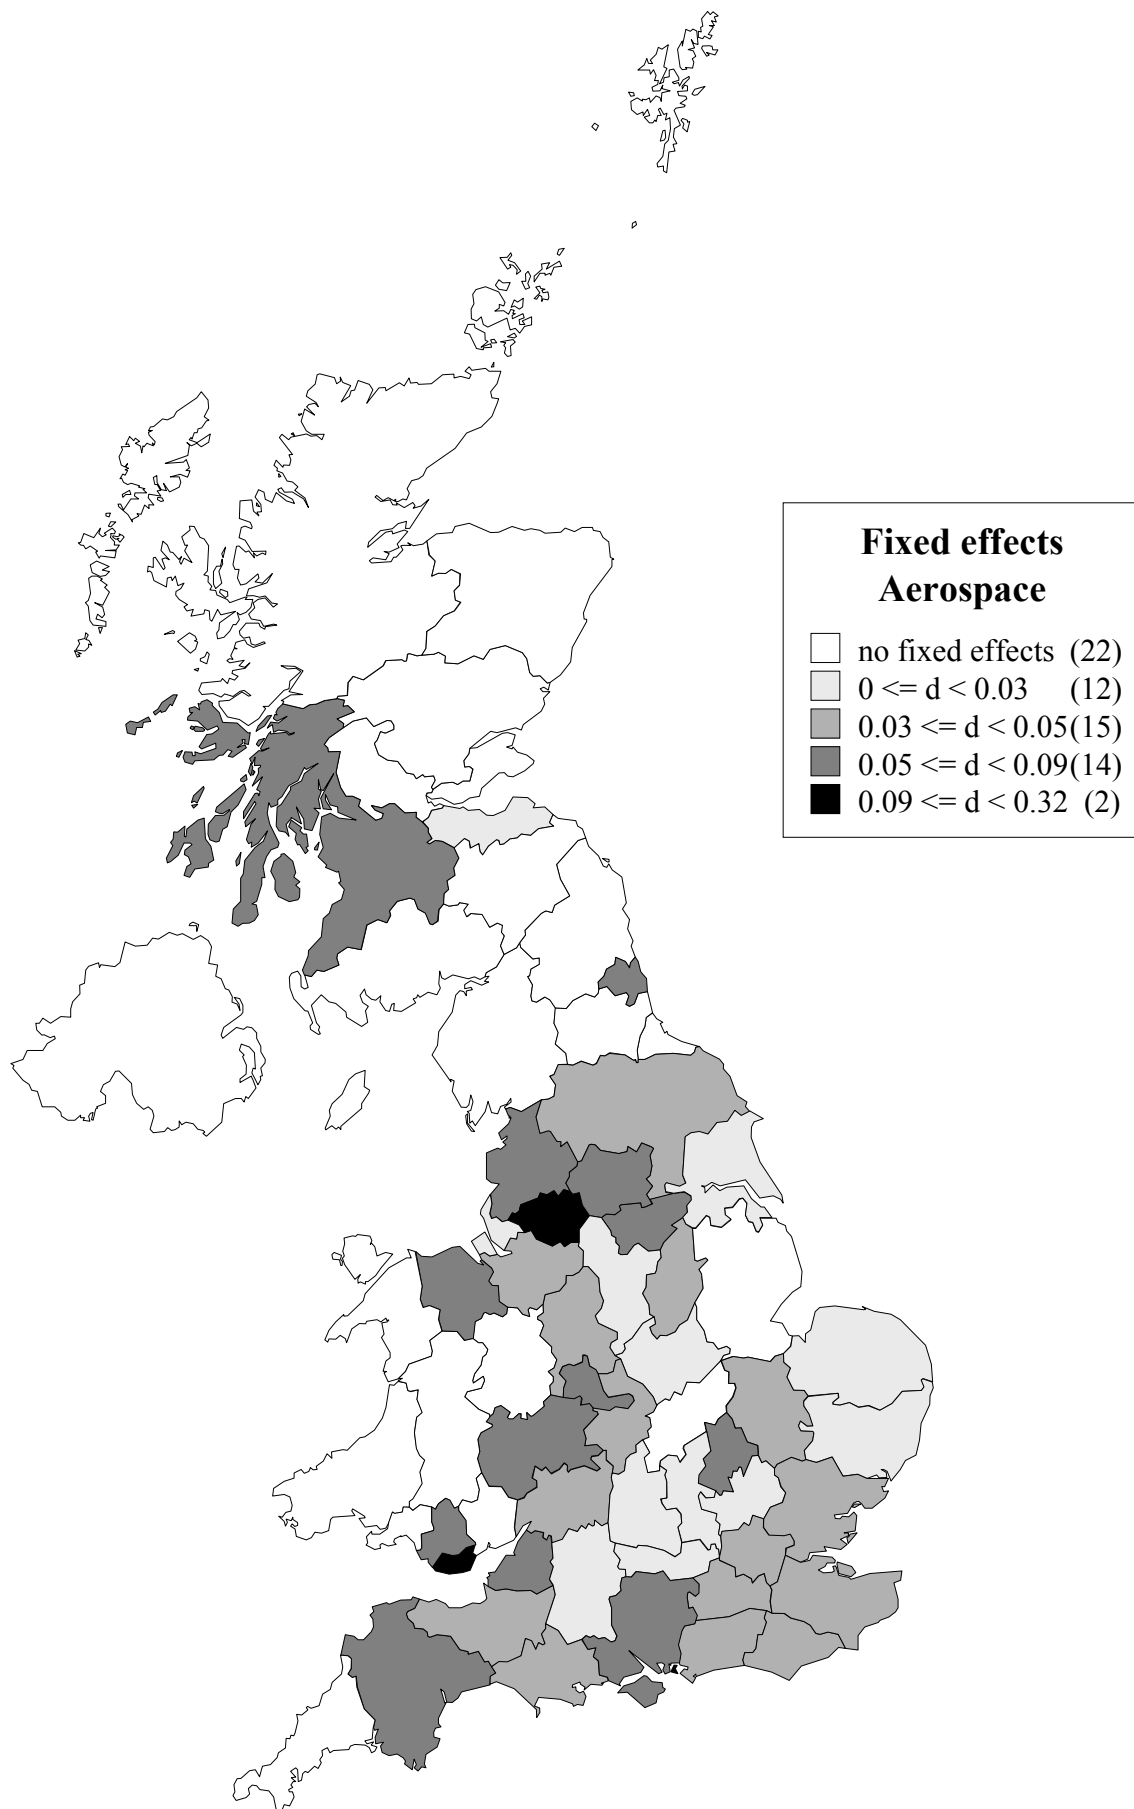 Fixed effects
Aerospace
no fixed effects (22)
0 <= d < 0.03 (12)
0.03 <= d < 0.05(15)
0.05 <= d < 0.09(14)
0.09 <= d < 0.32 (2)